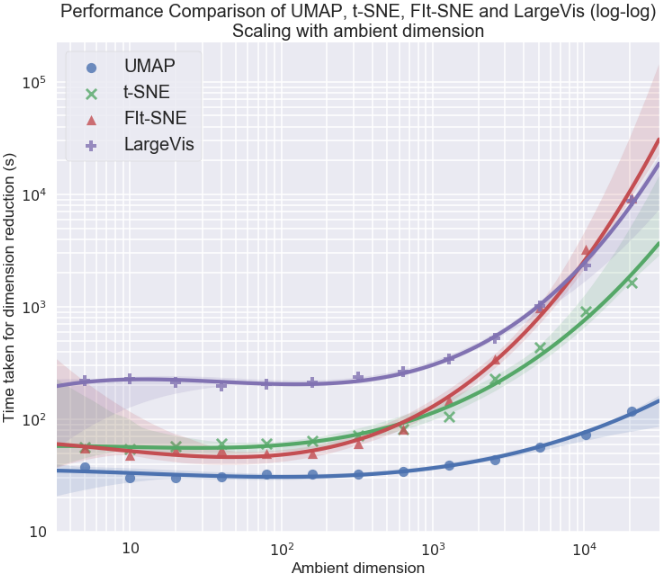 Performance Comparison of UMAP, t-SNE, FIt-SNE and LargeVis (log-log)
Scaling with ambient dimension
UMAP
t-SNE
FIt-SNE
LargeVis
Time taken for dimension reduction (s)
10⁵
10⁴
10³
10²
10
10
10²
10³
10⁴
Ambient dimension